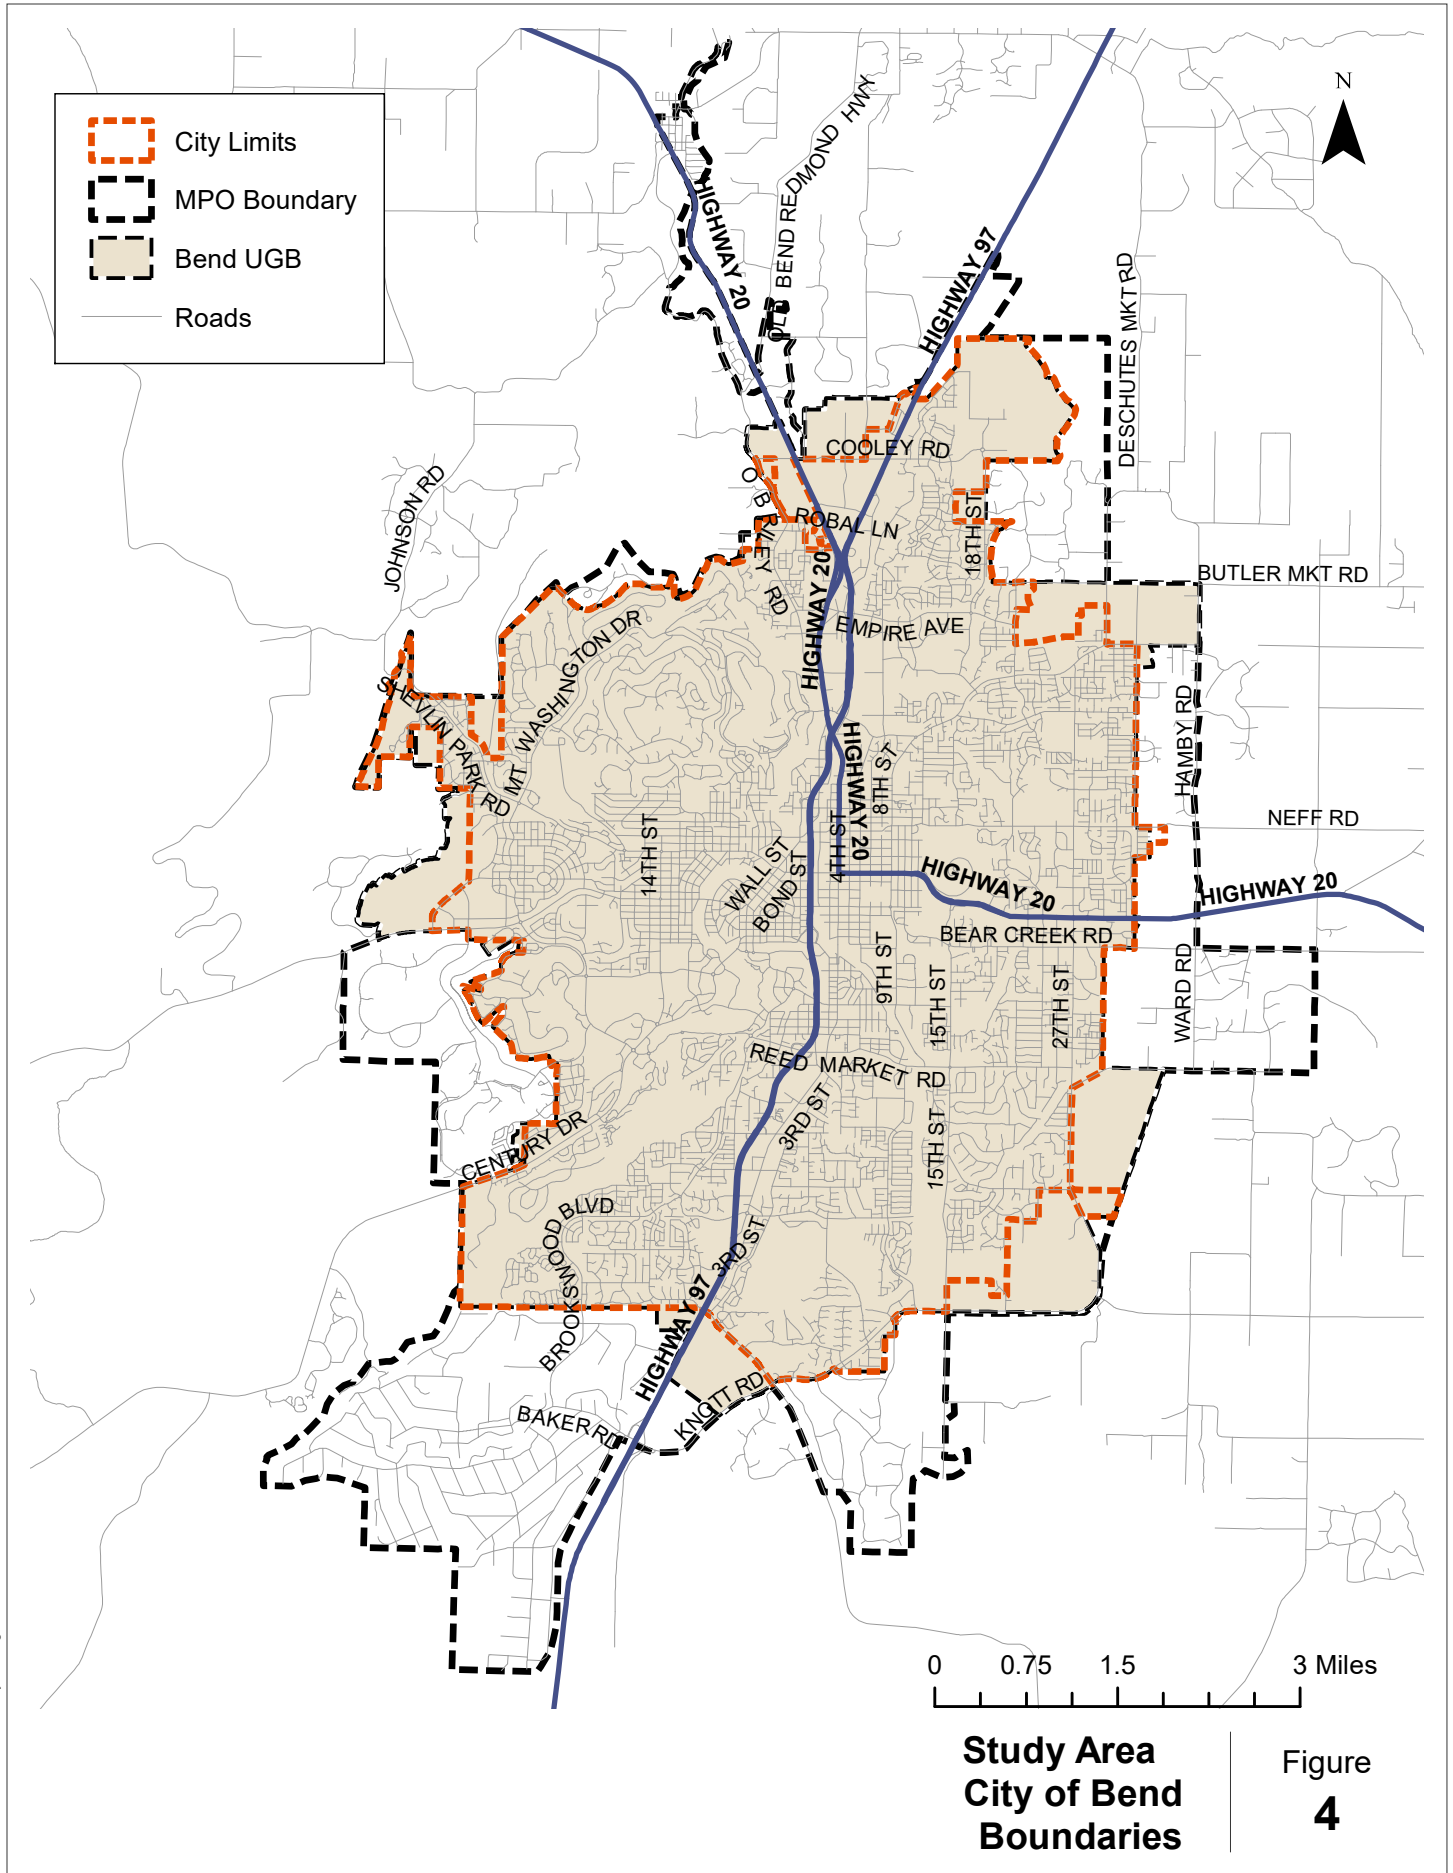 N
City Limits
MPO Boundary
Bend UGB
Roads
OLD BEND REDMOND HWY
HIGHWAY 20
HIGHWAY 97
DESCHUTES MKT RD
COOLEY RD
JOHNSON RD
O B RILEY RD
ROBAL LN
18TH ST
BUTLER MKT RD
HIGHWAY 20
EMPIRE AVE
MT WASHINGTON DR
SHEVLIN PARK RD
HAMBY RD
HIGHWAY 20
8TH ST
NEFF RD
14TH ST
4TH ST
WALL ST
BOND ST
HIGHWAY 20
HIGHWAY 20
BEAR CREEK RD
9TH ST
15TH ST
27TH ST
WARD RD
REED MARKET RD
3RD ST
CENTURY DR
15TH ST
BROOKSWOOD BLVD
3RD ST
HIGHWAY 97
KNOTT RD
BAKER RD
0 0.75 1.5 3 Miles
Study Area
City of Bend
Boundaries
Figure
4